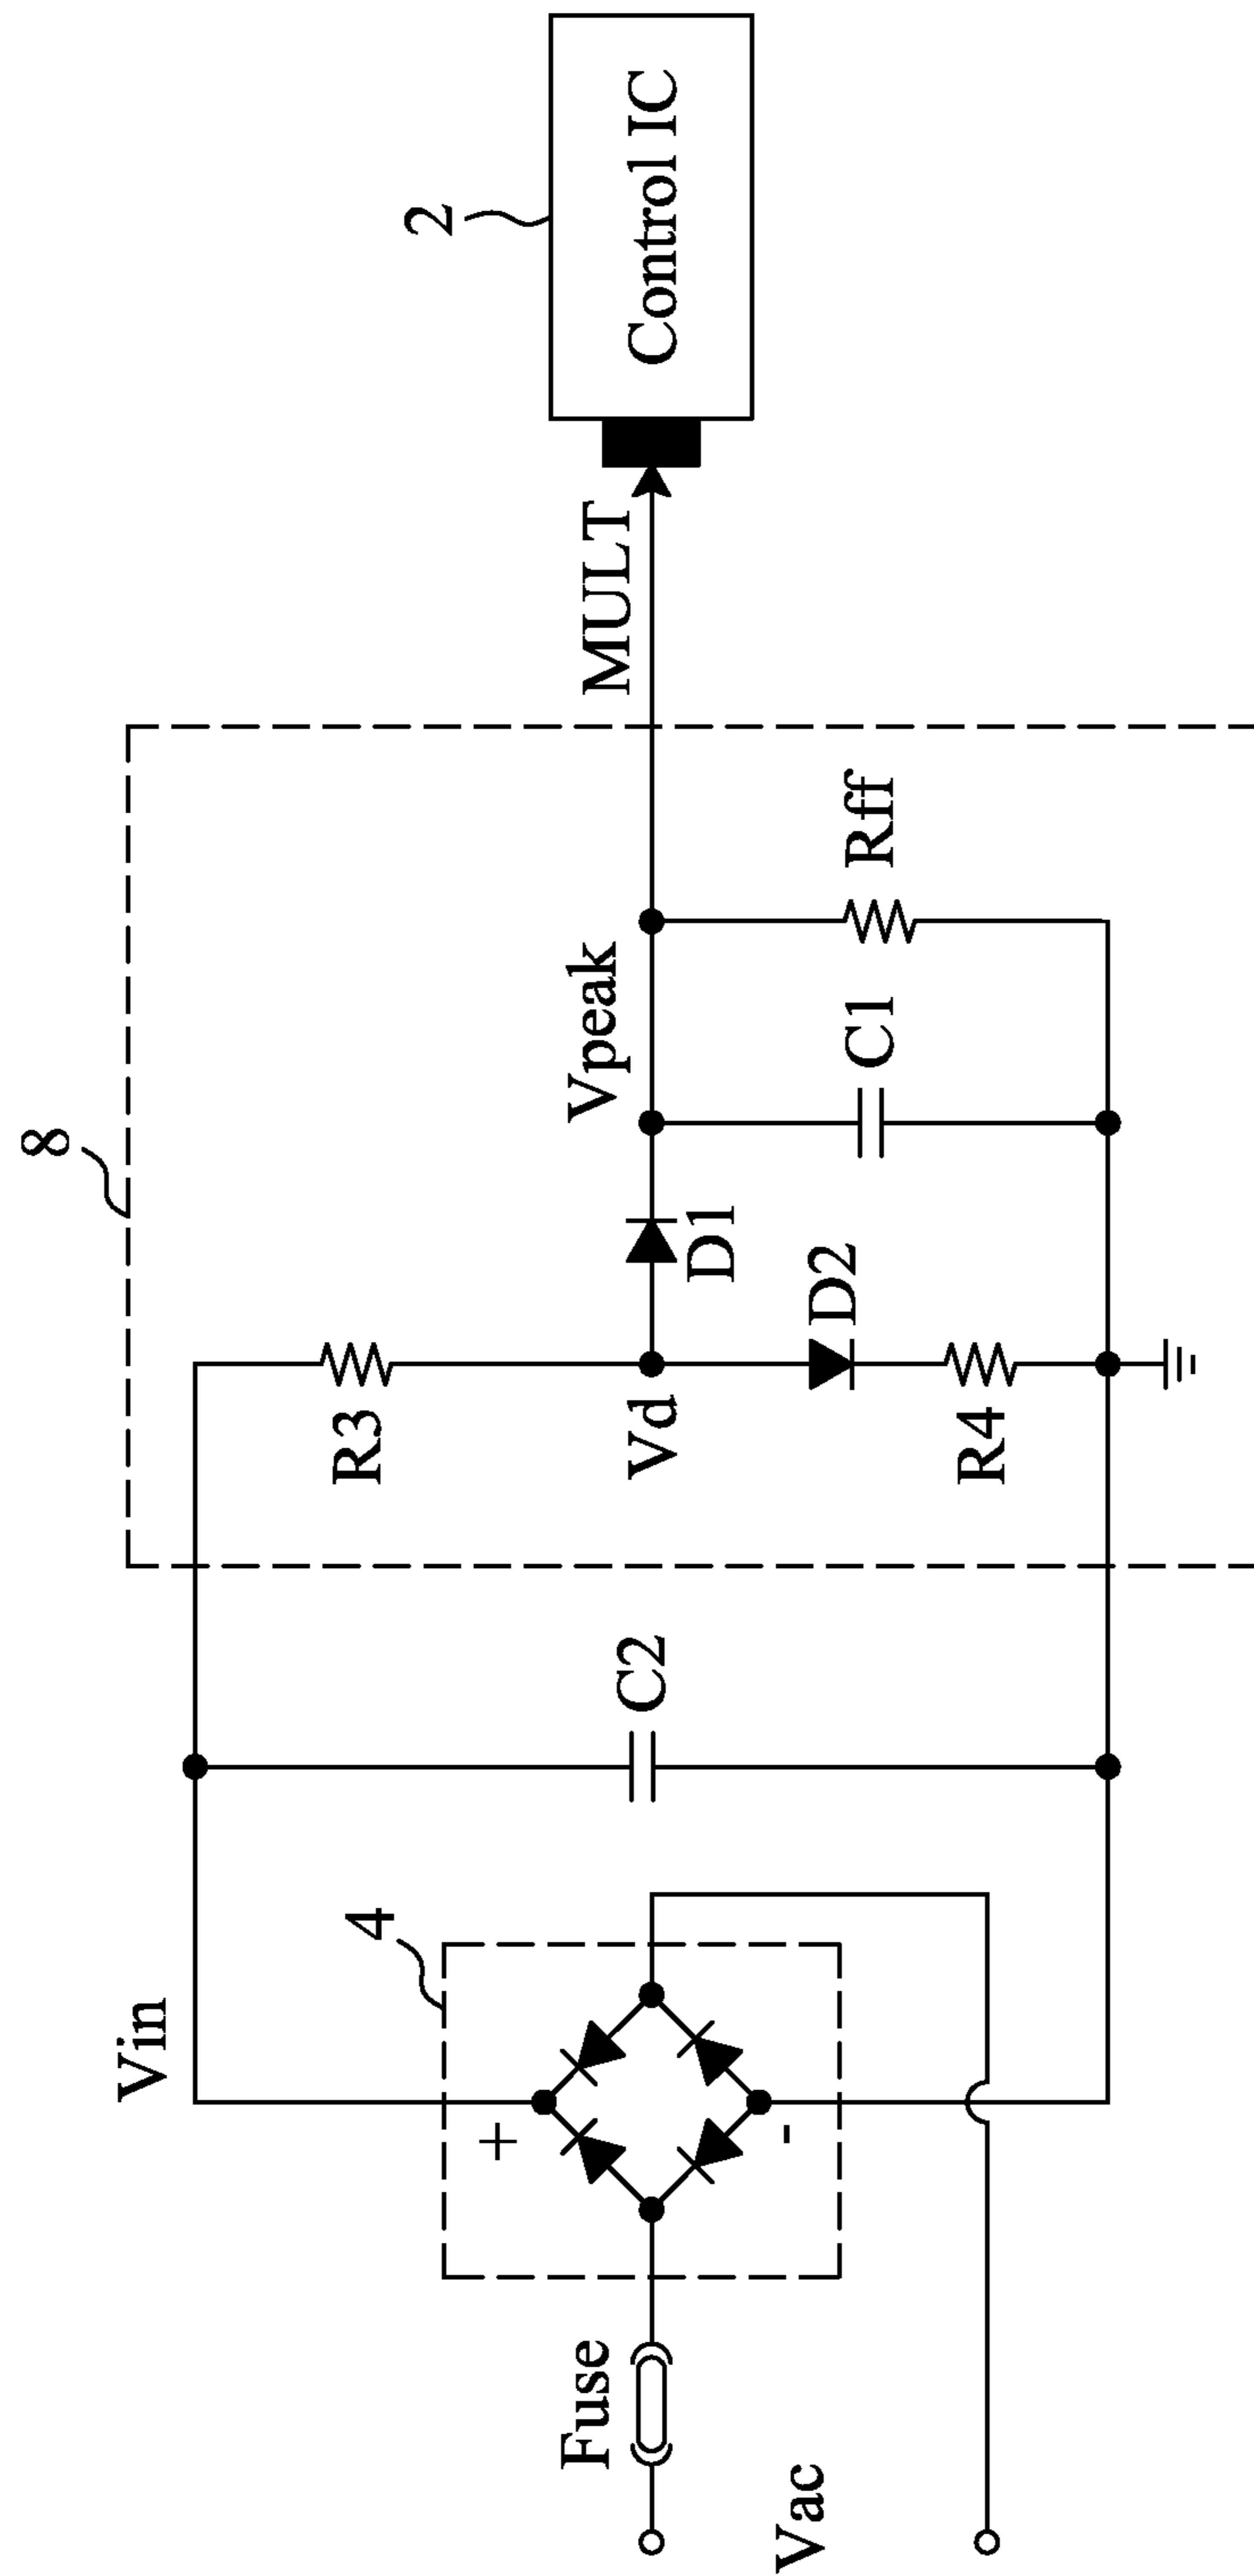 8
2
Vin
4
Vpeak
MULT
Control IC
R3
+
Fuse
C2
Vd
D1
D2
C1
Rff
-
Vac
R4